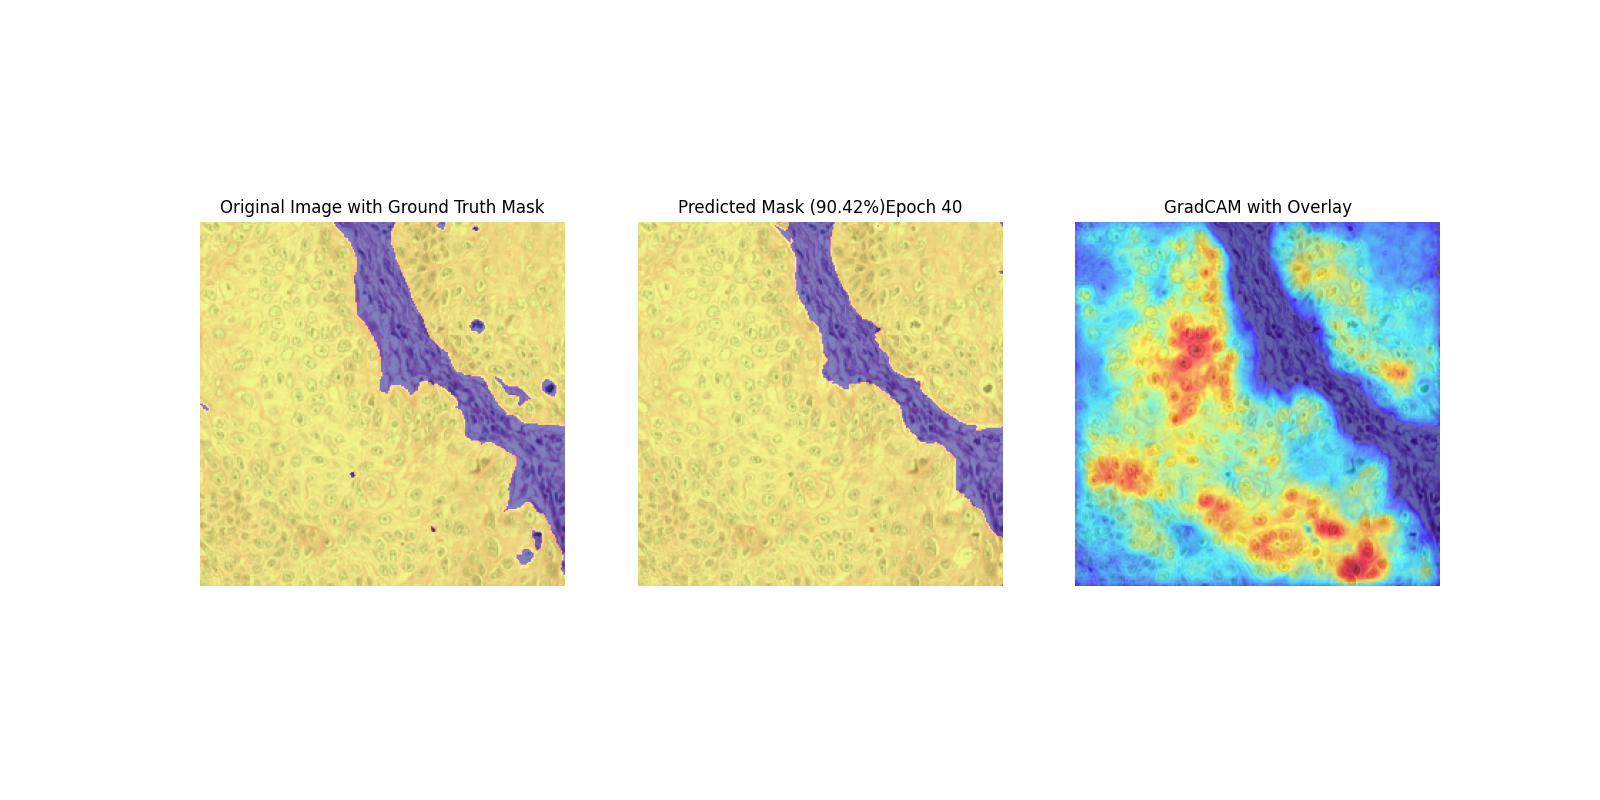 Original Image with Ground Truth Mask
Predicted Mask (90.42%)Epoch 40
GradCAM with Overlay